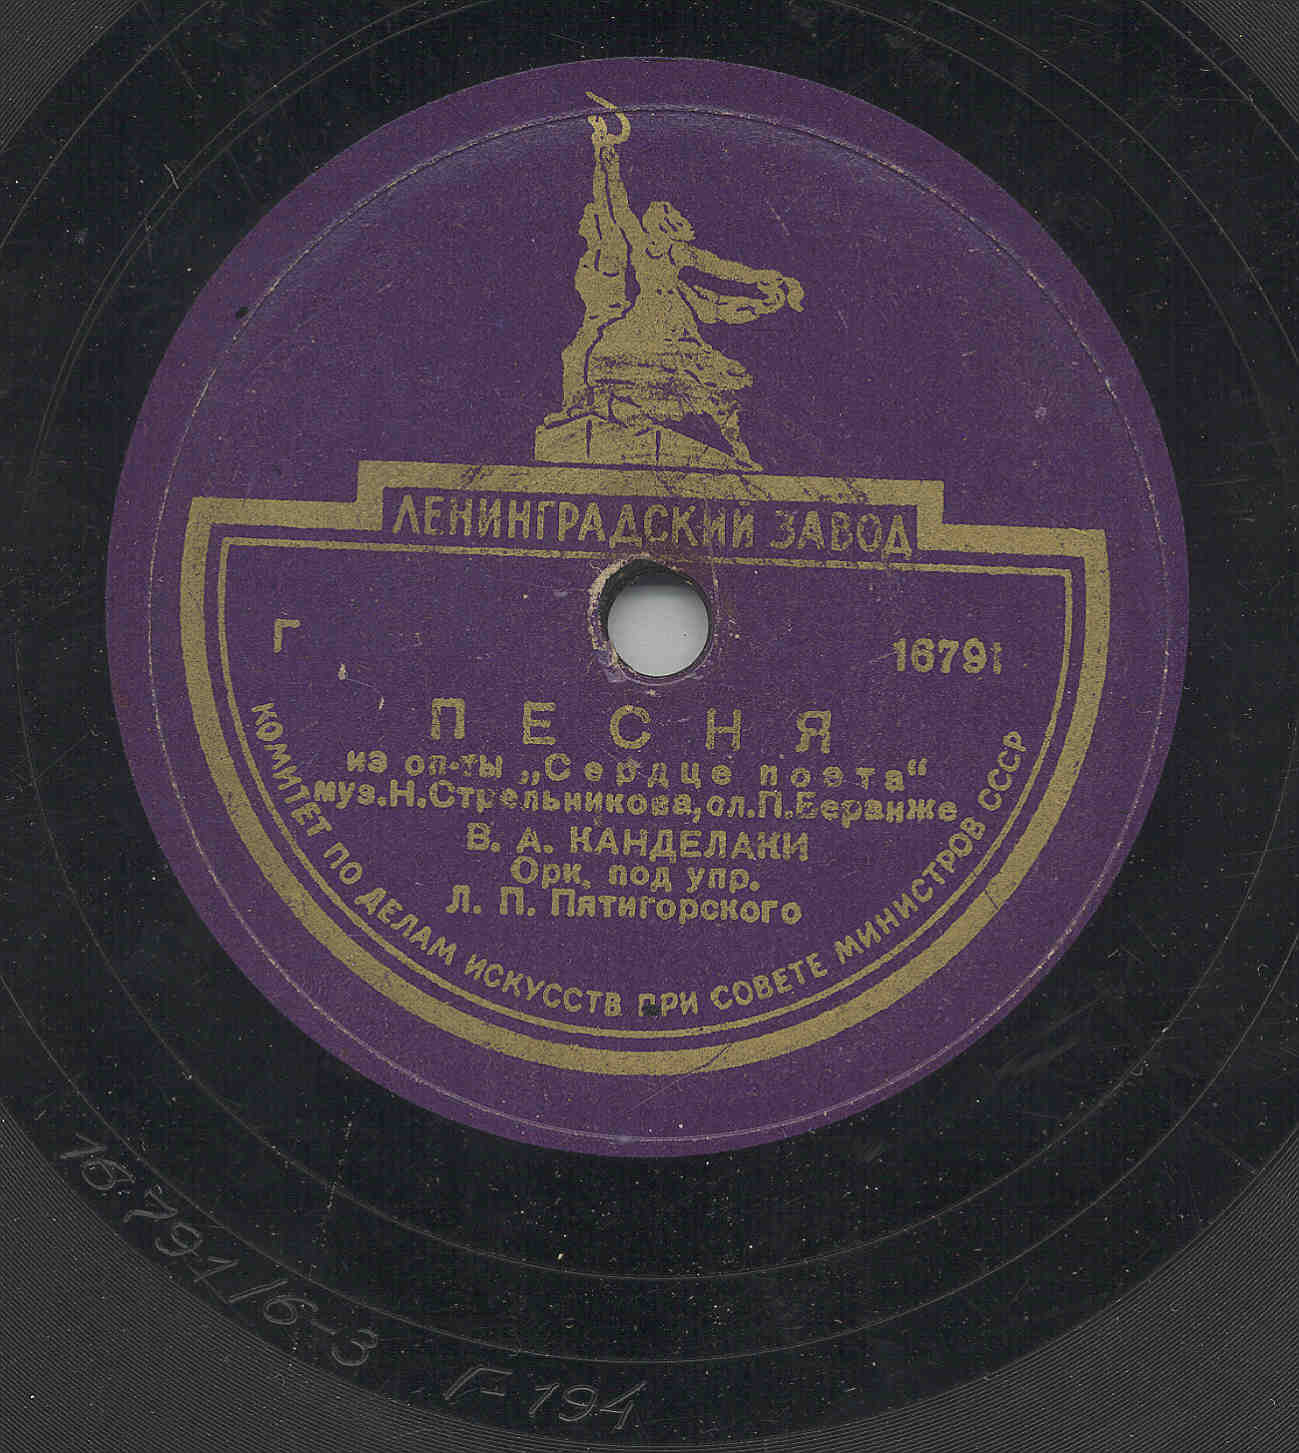 ЛЕНИНГРАДСКИЙ ЗАВОД
Г 16791
ПЕСНЯ
из оп-ты „Сердце поэта“
муз.Н.Стрельникова,сл.П.Беранже
В. А. КАНДЕЛАКИ
Орк. под упр.
Л. П. Пятигорского
КОМИТЕТ ПО ДЕЛАМ ИСКУССТВ ПРИ СОВЕТЕ МИНИСТРОВ СССР
16791/6-3 Г-194